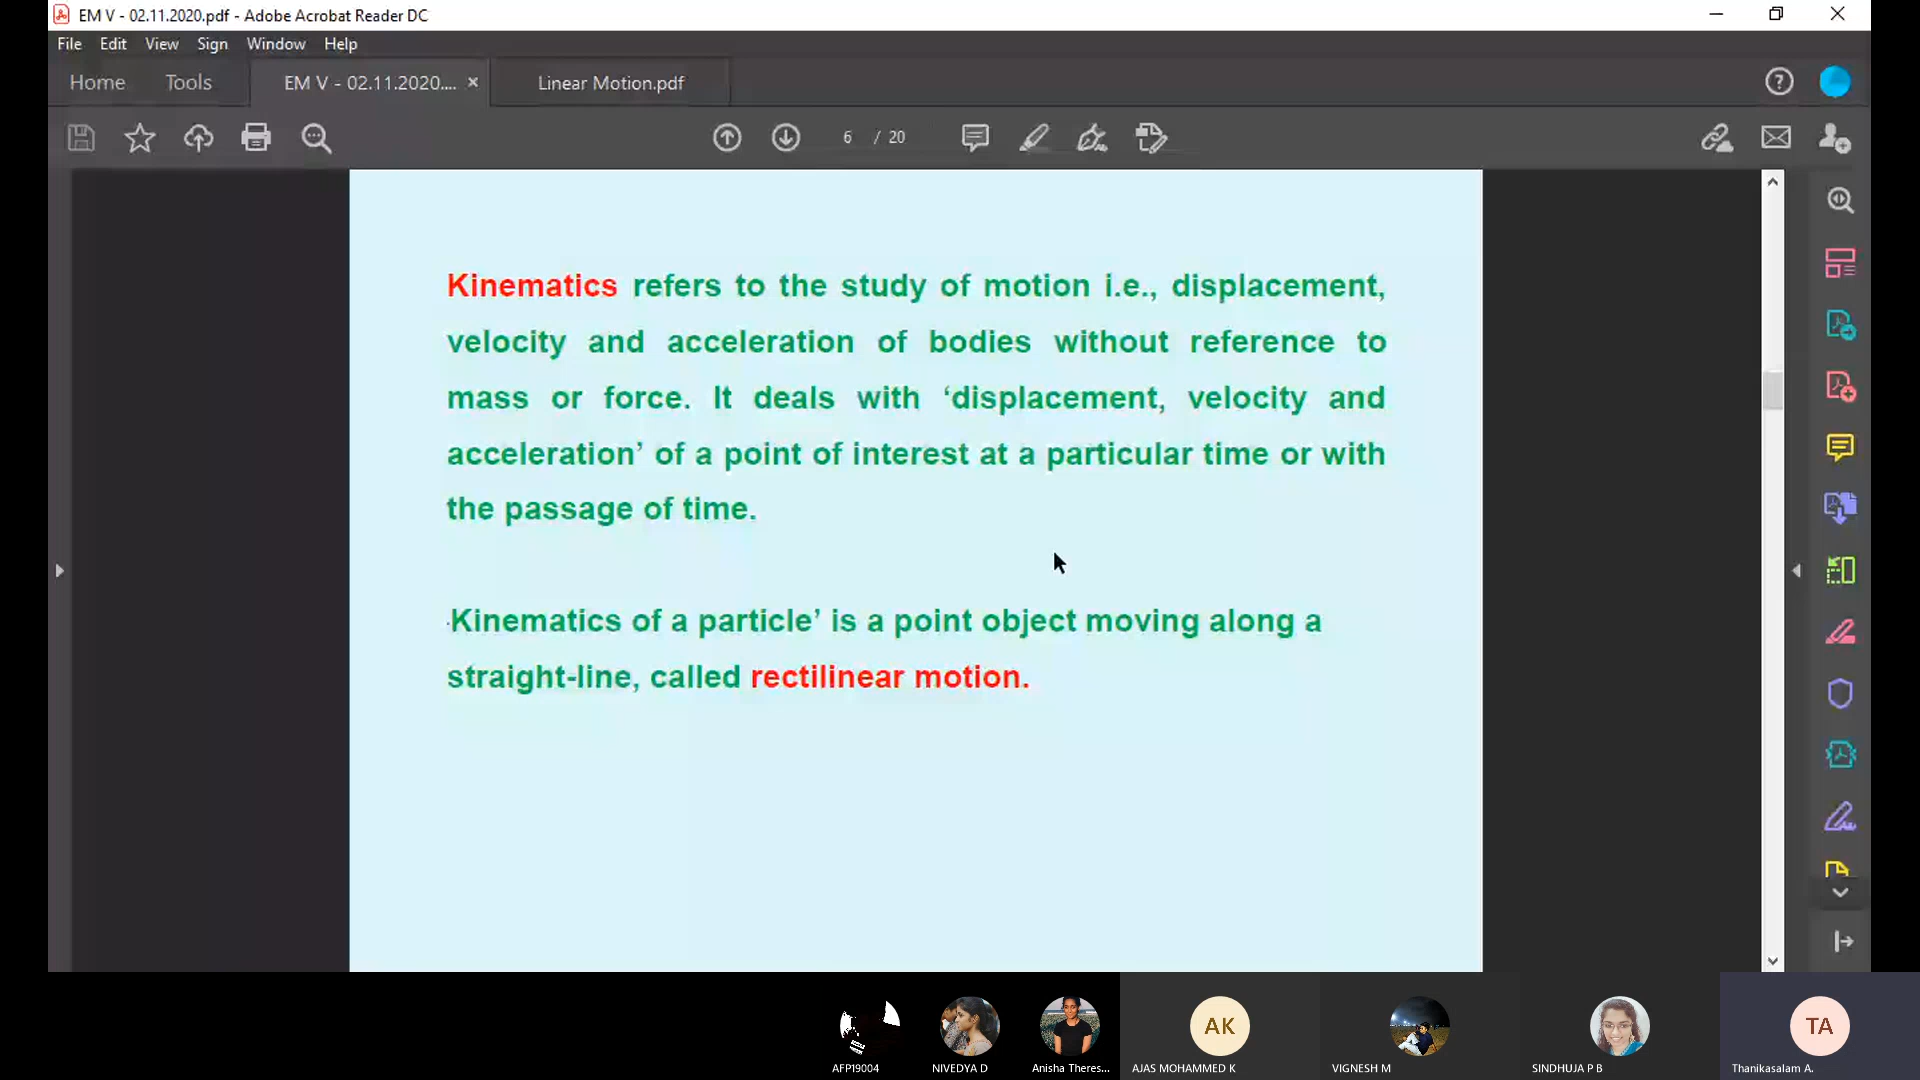 EM V - 02.11.2020.pdf - Adobe Acrobat Reader DC
File Edit View Sign Window Help
Home Tools EM V - 02.11.2020.... × Linear Motion.pdf
6 / 20
Kinematics refers to the study of motion i.e., displacement,
velocity and acceleration of bodies without reference to
mass or force. It deals with ‘displacement, velocity and
acceleration’ of a point of interest at a particular time or with
the passage of time.
Kinematics of a particle’ is a point object moving along a
straight-line, called rectilinear motion.
AK TA
AFP19004 NIVEDYA D Anisha Theres... AJAS MOHAMMED K VIGNESH M SINDHUJA P B Thanikasalam A.